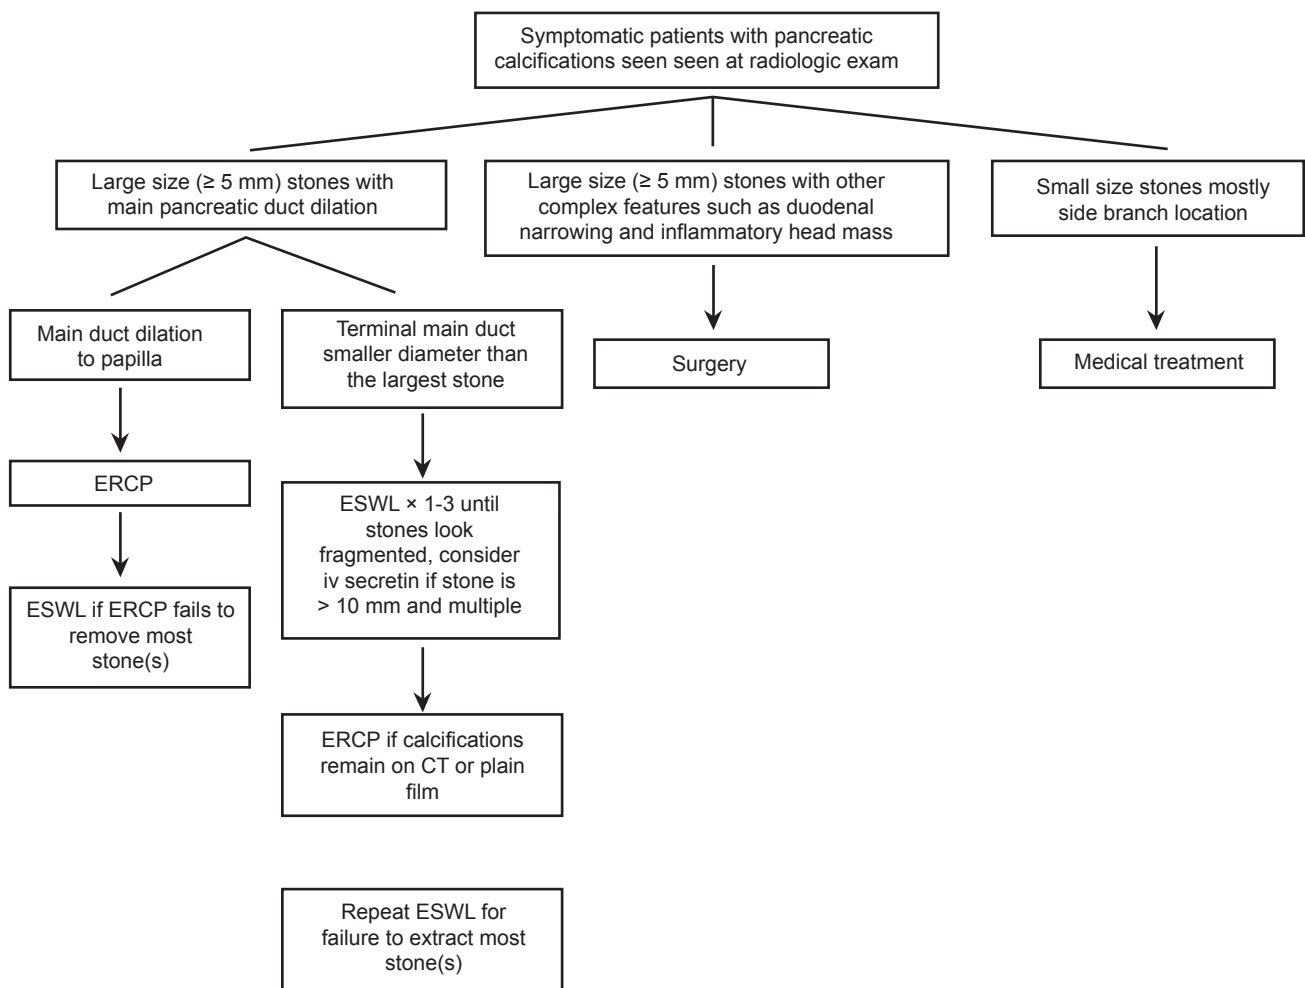 Symptomatic patients with pancreatic
calcifications seen seen at radiologic exam
Large size (≥ 5 mm) stones with
main pancreatic duct dilation
Large size (≥ 5 mm) stones with other
complex features such as duodenal
narrowing and inflammatory head mass
Small size stones mostly
side branch location
Main duct dilation
to papilla
Terminal main duct
smaller diameter than
the largest stone
Surgery
Medical treatment
ERCP
ESWL × 1-3 until
stones look
fragmented, consider
iv secretin if stone is
> 10 mm and multiple
ESWL if ERCP fails to
remove most
stone(s)
ERCP if calcifications
remain on CT or plain
film
Repeat ESWL for
failure to extract most
stone(s)